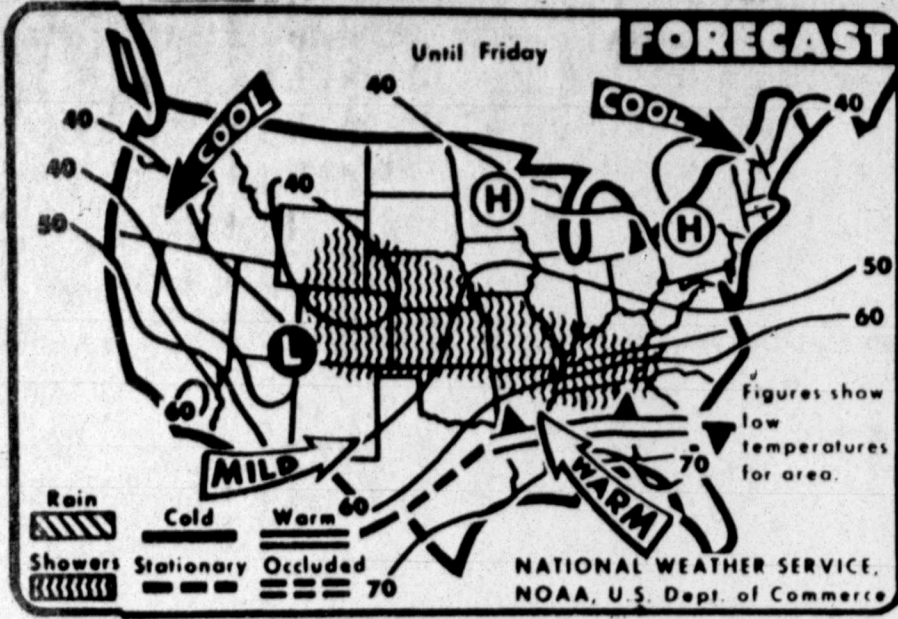 FORECAST
Until Friday
COOL
COOL
40
40
40
40
40
50
H
H
50
60
L
60
Figures show
low
temperatures
for area.
MILD
WARM
70
60
70
Rain
Cold
Warm
Showers
Stationary
Occluded
NATIONAL WEATHER SERVICE,
NOAA, U.S. Dept. of Commerce